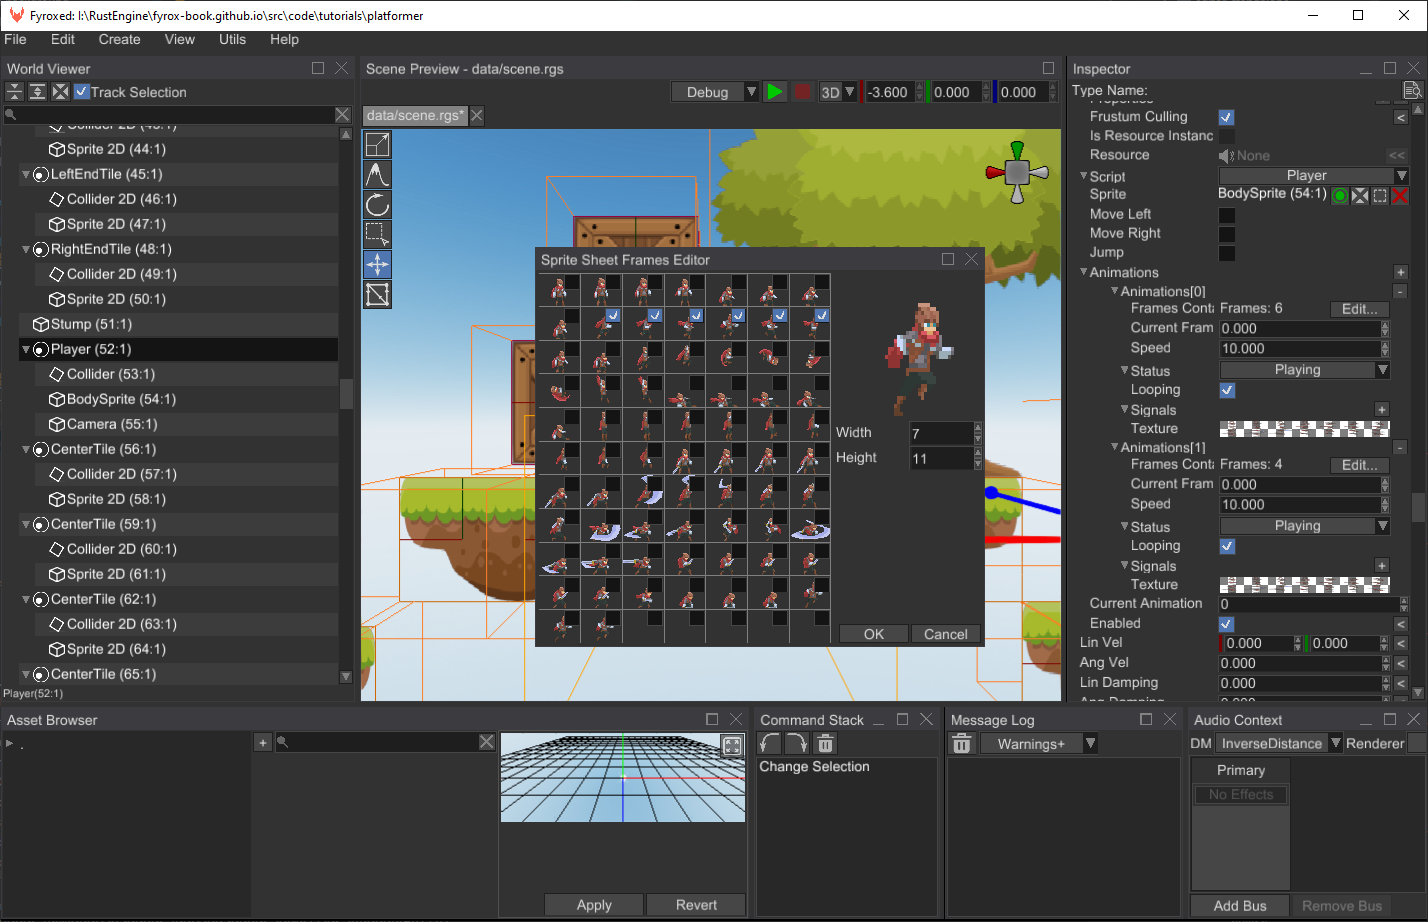 Fyroxed: I:\RustEngine\fyrox-book.github.io\src\code\tutorials\platformer
File Edit Create View Utils Help
World Viewer
Track Selection
Collider 2D (43:1)
Sprite 2D (44:1)
LeftEndTile (45:1)
Collider 2D (46:1)
Sprite 2D (47:1)
RightEndTile (48:1)
Collider 2D (49:1)
Sprite 2D (50:1)
Stump (51:1)
Player (52:1)
Collider (53:1)
BodySprite (54:1)
Camera (55:1)
CenterTile (56:1)
Collider 2D (57:1)
Sprite 2D (58:1)
CenterTile (59:1)
Collider 2D (60:1)
Sprite 2D (61:1)
CenterTile (62:1)
Collider 2D (63:1)
Sprite 2D (64:1)
CenterTile (65:1)
Player(52:1)
Scene Preview - data/scene.rgs
Debug 3D -3.600 0.000 0.000
data/scene.rgs*
Sprite Sheet Frames Editor
Width 7
Height 11
OK Cancel
Inspector
Type Name:
Properties
Frustum Culling <
Is Resource Instanc
Resource None <<
Script Player
Sprite BodySprite (54:1)
Move Left
Move Right
Jump
Animations +
Animations[0] -
Frames Conta Frames: 6 Edit...
Current Fram 0.000
Speed 10.000
Status Playing
Looping
Signals +
Texture
Animations[1] -
Frames Conta Frames: 4 Edit...
Current Fram 0.000
Speed 10.000
Status Playing
Looping
Signals +
Texture
Current Animation 0
Enabled <
Lin Vel 0.000 0.000 <
Ang Vel 0.000 <
Lin Damping 0.000 <
Ang Damping 0.000
Asset Browser
.
+
Apply Revert
Command Stack
Change Selection
Message Log
Warnings+
Audio Context
DM InverseDistance Renderer
Primary
No Effects
Add Bus Remove Bus